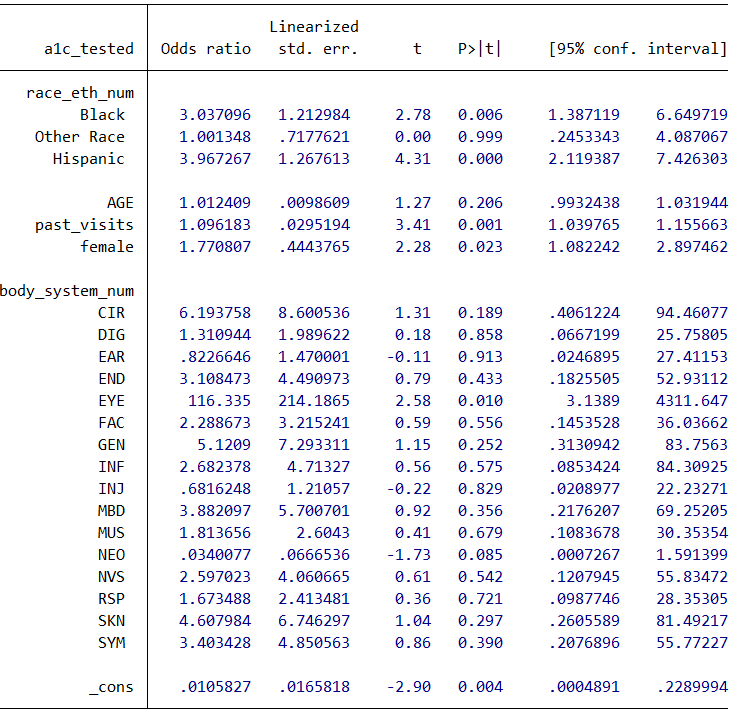 Linearized
a1c_tested Odds ratio std. err. t P>|t| [95% conf. interval]
race_eth_num
Black 3.037096 1.212984 2.78 0.006 1.387119 6.649719
Other Race 1.001348 .7177621 0.00 0.999 .2453343 4.087067
Hispanic 3.967267 1.267613 4.31 0.000 2.119387 7.426303
AGE 1.012409 .0098609 1.27 0.206 .9932438 1.031944
past_visits 1.096183 .0295194 3.41 0.001 1.039765 1.155663
female 1.770807 .4443765 2.28 0.023 1.082242 2.897462
body_system_num
CIR 6.193758 8.600536 1.31 0.189 .4061224 94.46077
DIG 1.310944 1.989622 0.18 0.858 .0667199 25.75805
EAR .8226646 1.470001 -0.11 0.913 .0246895 27.41153
END 3.108473 4.490973 0.79 0.433 .1825505 52.93112
EYE 116.335 214.1865 2.58 0.010 3.1389 4311.647
FAC 2.288673 3.215241 0.59 0.556 .1453528 36.03662
GEN 5.1209 7.293311 1.15 0.252 .3130942 83.7563
INF 2.682378 4.71327 0.56 0.575 .0853424 84.30925
INJ .6816248 1.21057 -0.22 0.829 .0208977 22.23271
MBD 3.882097 5.700701 0.92 0.356 .2176207 69.25205
MUS 1.813656 2.6043 0.41 0.679 .1083678 30.35354
NEO .0340077 .0666536 -1.73 0.085 .0007267 1.591399
NVS 2.597023 4.060665 0.61 0.542 .1207945 55.83472
RSP 1.673488 2.413481 0.36 0.721 .0987746 28.35305
SKN 4.607984 6.746297 1.04 0.297 .2605589 81.49217
SYM 3.403428 4.850563 0.86 0.390 .2076896 55.77227
_cons .0105827 .0165818 -2.90 0.004 .0004891 .2289994